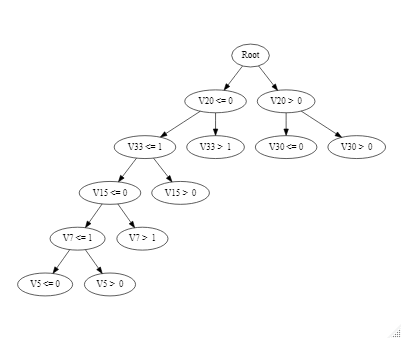 Root
V20 <= 0
V20 > 0
V33 <= 1
V33 > 1
V30 <= 0
V30 > 0
V15 <= 0
V15 > 0
V7 <= 1
V7 > 1
V5 <= 0
V5 > 0